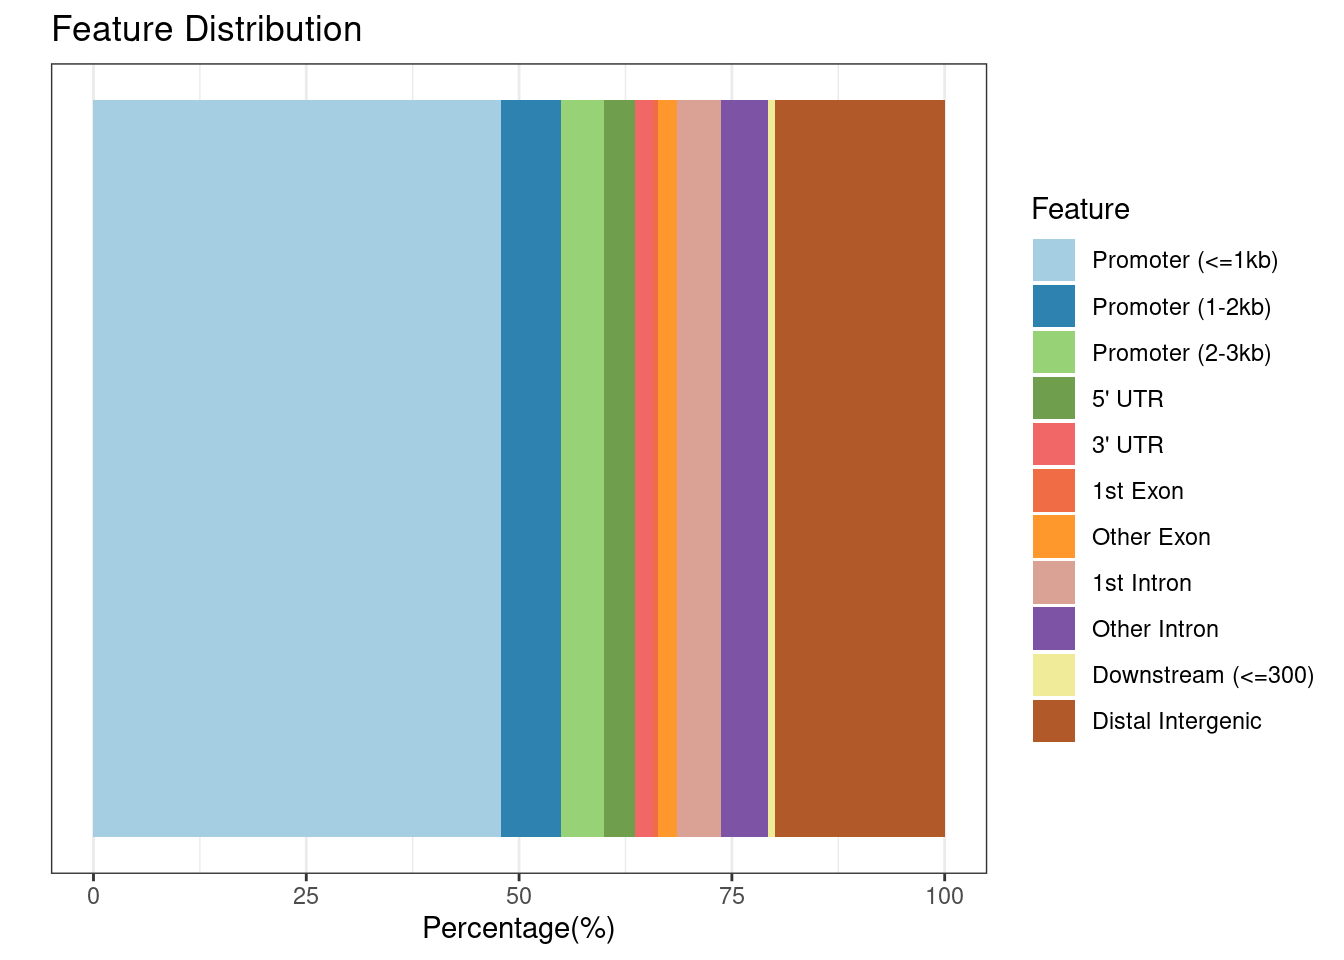 Feature Distribution
Feature
Promoter (<=1kb)
Promoter (1-2kb)
Promoter (2-3kb)
5' UTR
3' UTR
1st Exon
Other Exon
1st Intron
Other Intron
Downstream (<=300)
Distal Intergenic
0 25 50 75 100
Percentage(%)